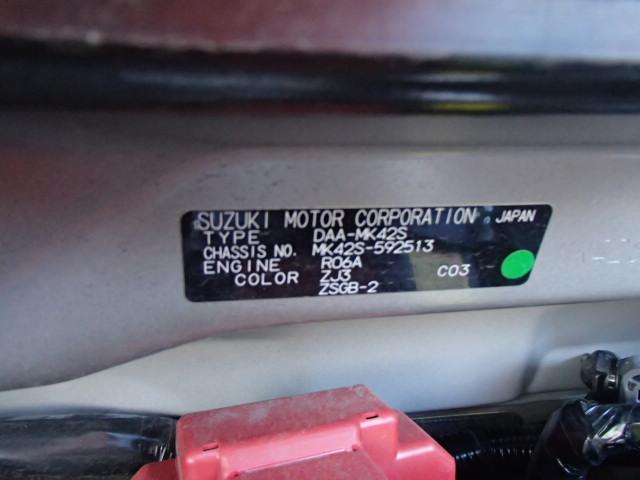 SUZUKI MOTOR CORPORATION JAPAN
TYPE DAA-MK42S
CHASSIS NO. MK42S-592513
ENGINE R06A
COLOR ZJ3 C03
ZSGB-2